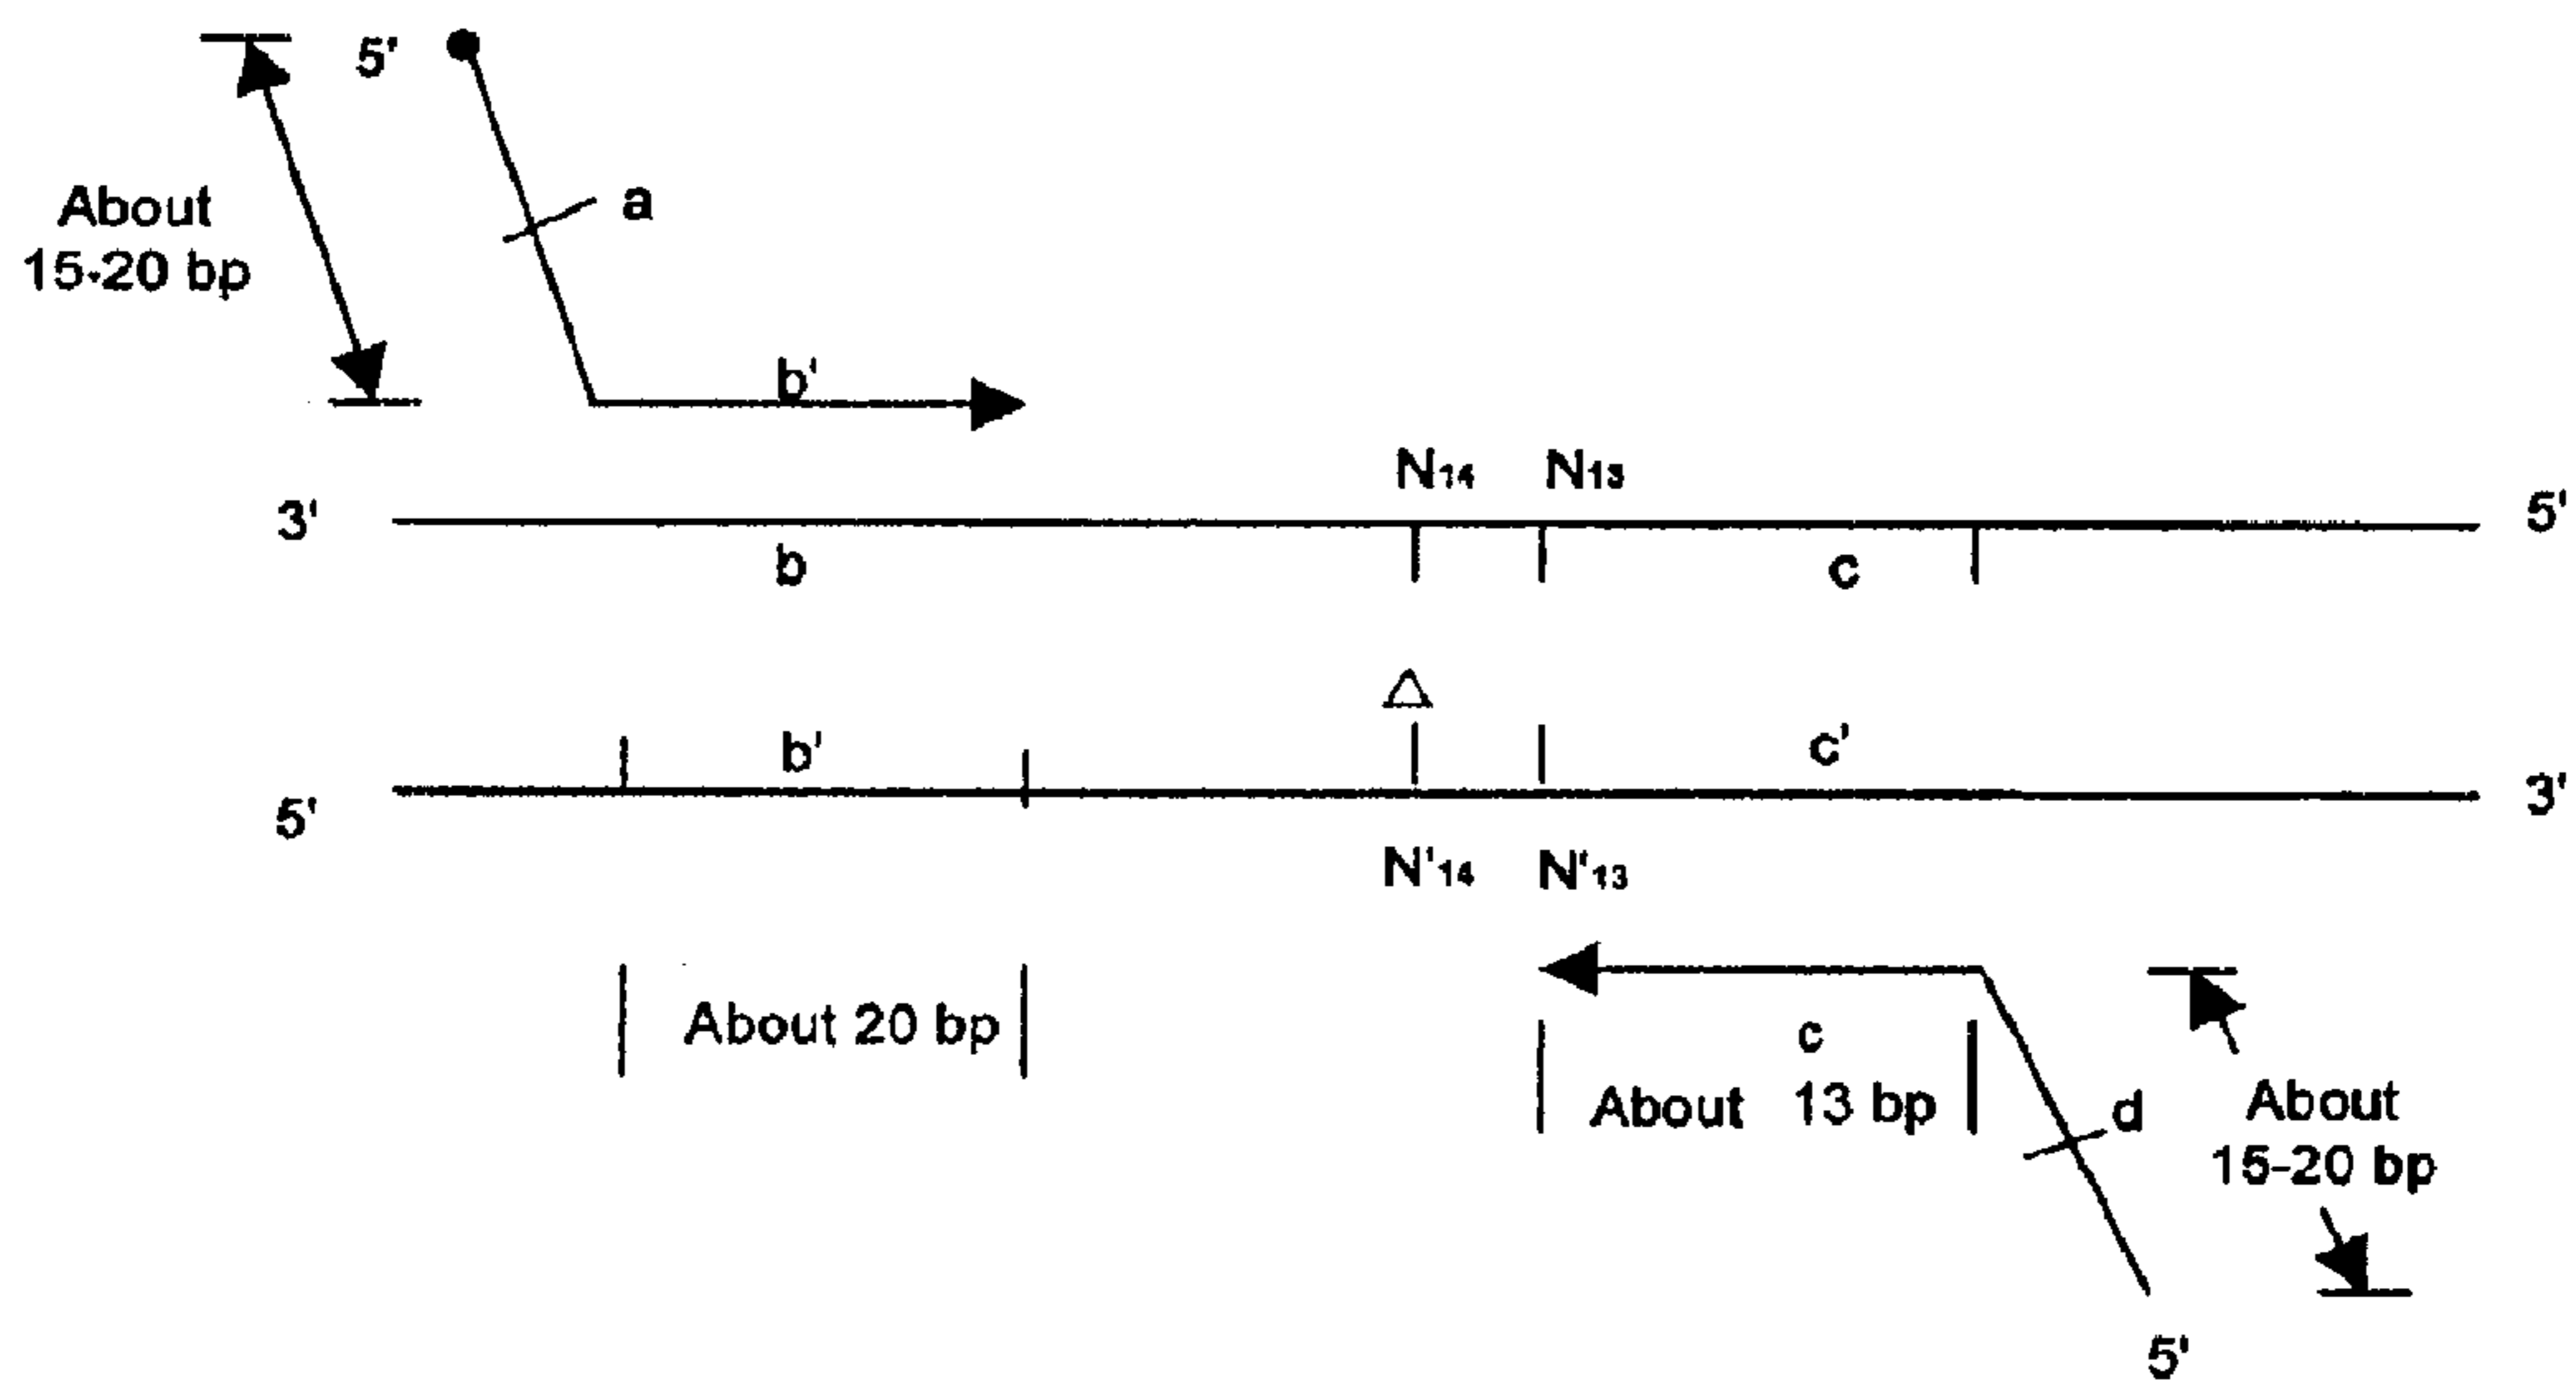 5'
a
About
15-20 bp
b'
N14 N13
3' 5'
b c
b' c'
5' 3'
N'14 N'13
About 20 bp
c
About 13 bp
d
About
15-20 bp
5'